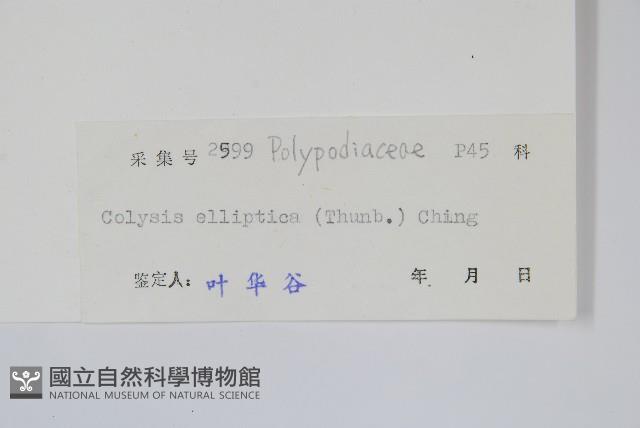 采集号 2599 Polypodiaceae P45 科
Colysis elliptica (Thunb.) Ching
鉴定人: 叶华谷 年 月 日
國立自然科學博物館
NATIONAL MUSEUM OF NATURAL SCIENCE